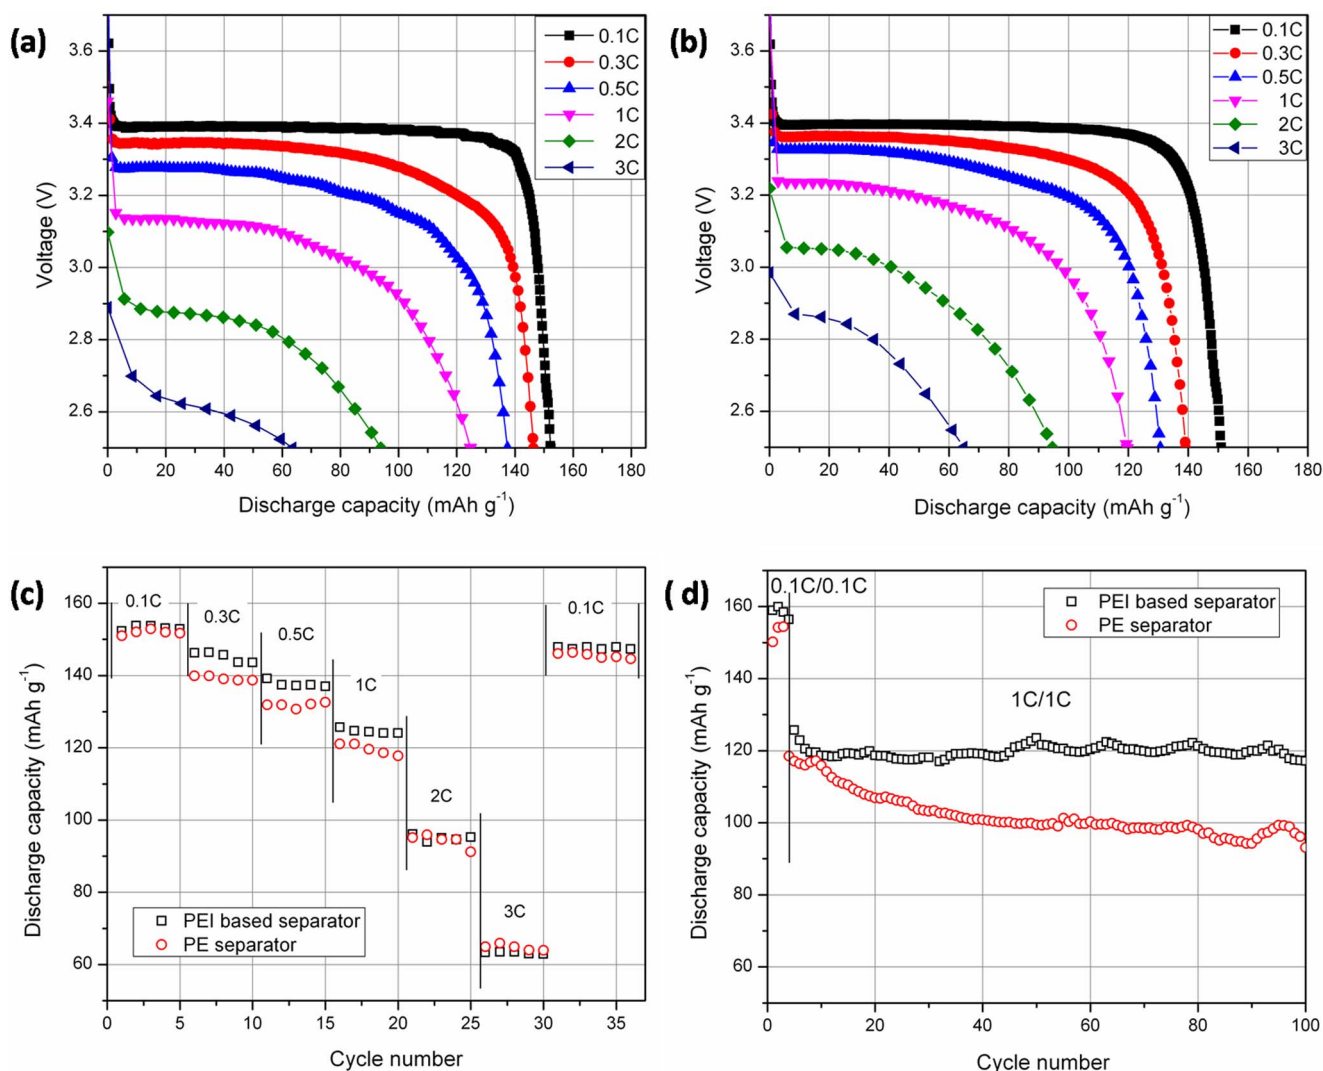 (a)
3.6
3.4
3.2
3.0
2.8
2.6
Voltage (V)
0.1C
0.3C
0.5C
1C
2C
3C
0 20 40 60 80 100 120 140 160 180
Discharge capacity (mAh g⁻¹)
(b)
3.6
3.4
3.2
3.0
2.8
2.6
Voltage (V)
0.1C
0.3C
0.5C
1C
2C
3C
0 20 40 60 80 100 120 140 160 180
Discharge capacity (mAh g⁻¹)
(c)
160
140
120
100
80
60
Discharge capacity (mAh g⁻¹)
0.1C
0.3C
0.5C
1C
2C
3C
0.1C
PEI based separator
PE separator
0 5 10 15 20 25 30 35
Cycle number
(d)
160
140
120
100
80
60
Discharge capacity (mAh g⁻¹)
0.1C/0.1C
PEI based separator
PE separator
1C/1C
0 20 40 60 80 100
Cycle number